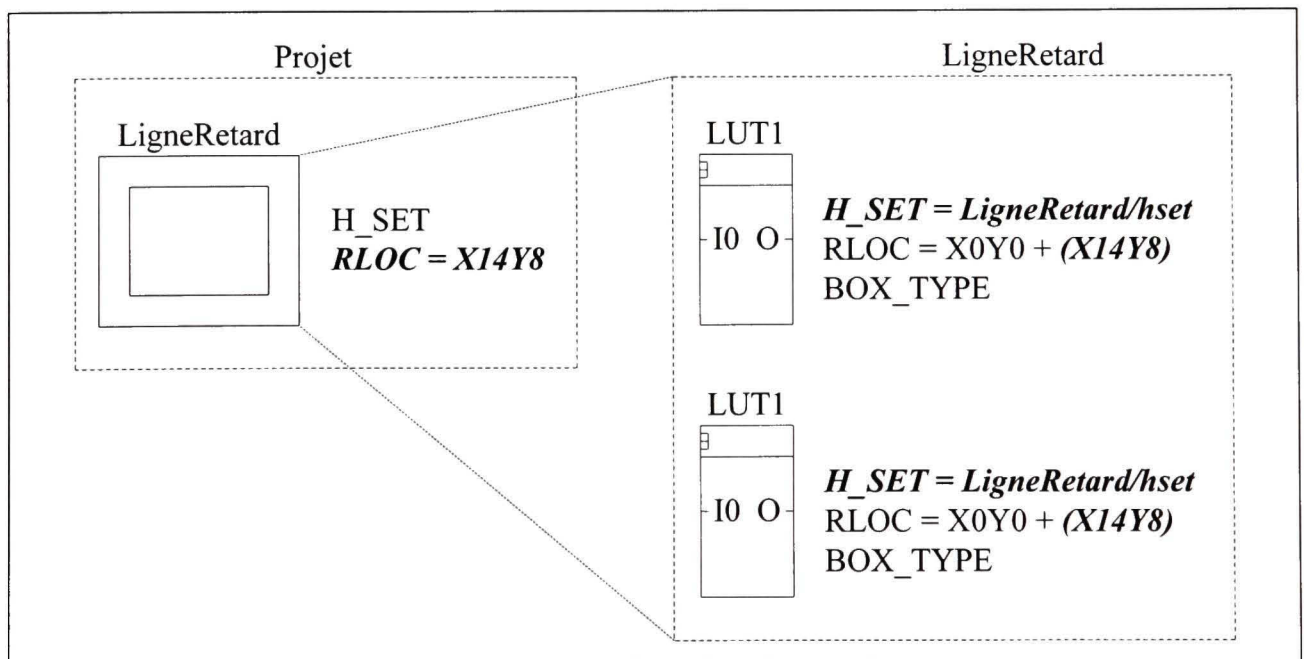 Projet
LigneRetard
H_SET
RLOC = X14Y8
LigneRetard
LUT1
I0 O
H_SET = LigneRetard/hset
RLOC = X0Y0 + (X14Y8)
BOX_TYPE
LUT1
I0 O
H_SET = LigneRetard/hset
RLOC = X0Y0 + (X14Y8)
BOX_TYPE